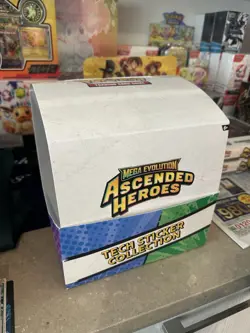 MEGA EVOLUTION
ASCENDED
HEROES
TECH STICKER
COLLECTION